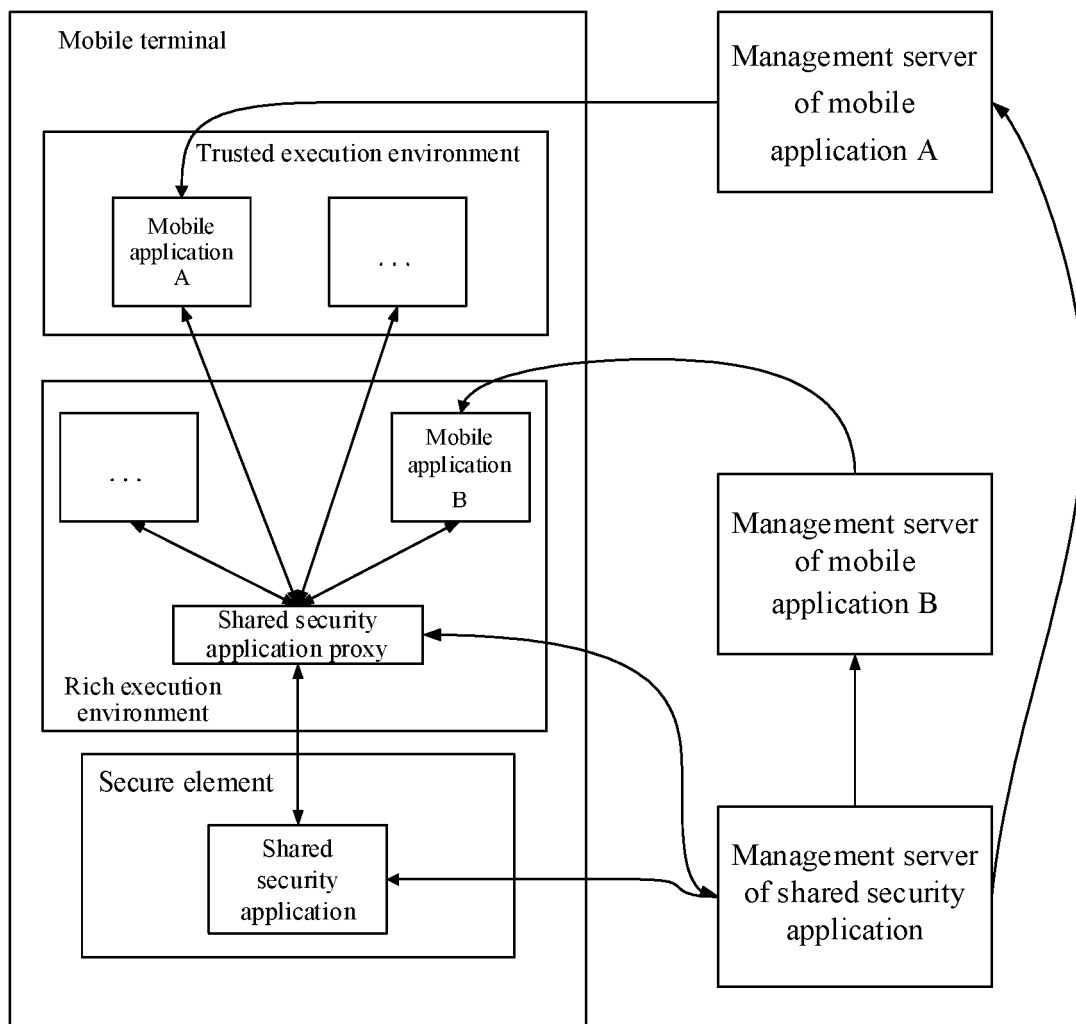 Mobile terminal
Trusted execution environment
Mobile
application
A
. . .
. . .
Mobile
application
B
Shared security
application proxy
Rich execution
environment
Secure element
Shared
security
application
Management server
of mobile
application A
Management server
of mobile
application B
Management server
of shared security
application